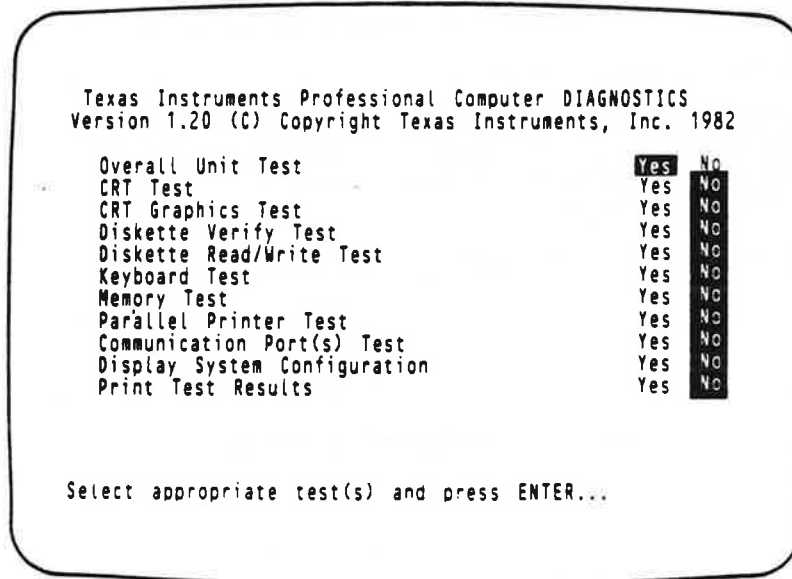 Texas Instruments Professional Computer DIAGNOSTICS
Version 1.20 (C) Copyright Texas Instruments, Inc. 1982
Overall Unit Test Yes No
CRT Test Yes No
CRT Graphics Test Yes No
Diskette Verify Test Yes No
Diskette Read/Write Test Yes No
Keyboard Test Yes No
Memory Test Yes No
Parallel Printer Test Yes No
Communication Port(s) Test Yes No
Display System Configuration Yes No
Print Test Results Yes No
Select appropriate test(s) and press ENTER...